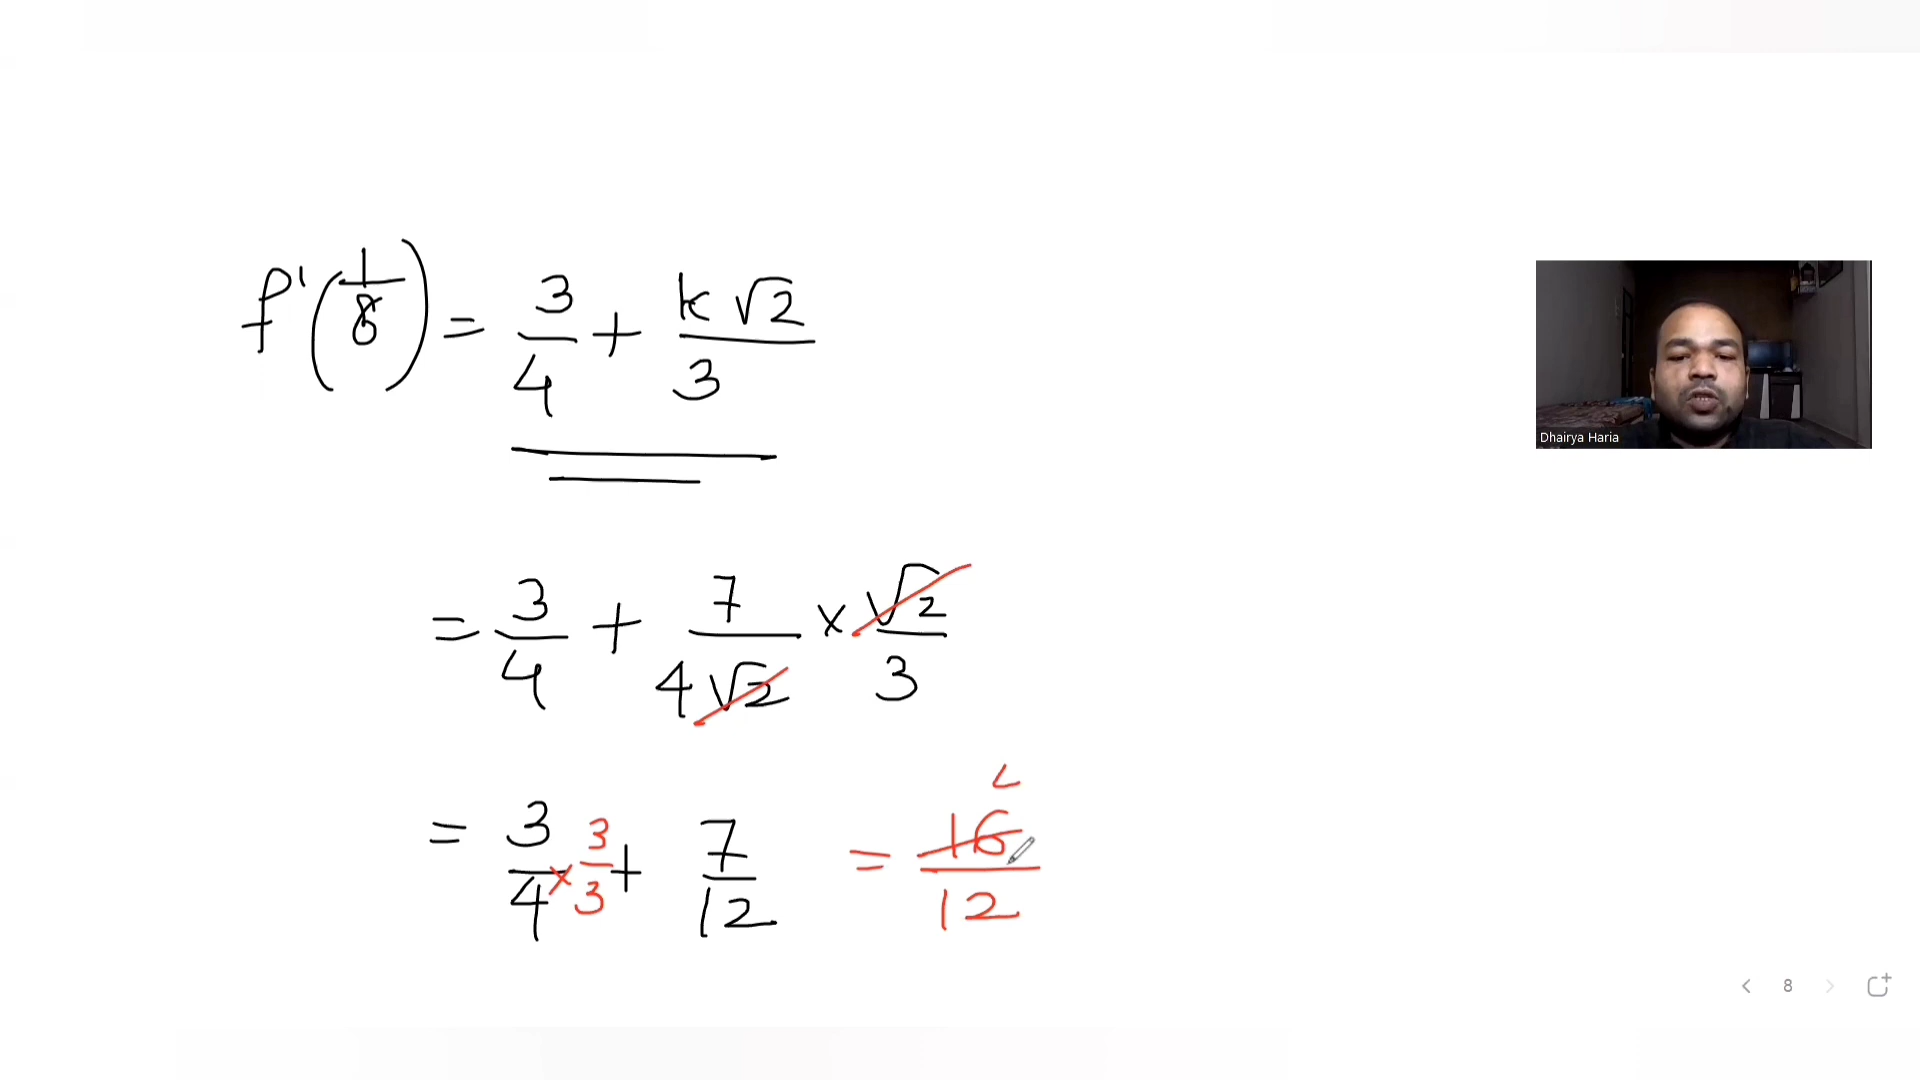 f'(1/8) = 3/4 + k√2/3
= 3/4 + 7/4√2 × √2/3
= 3/4 × 3/3 + 7/12 = 16/12
Dhairya Haria
8